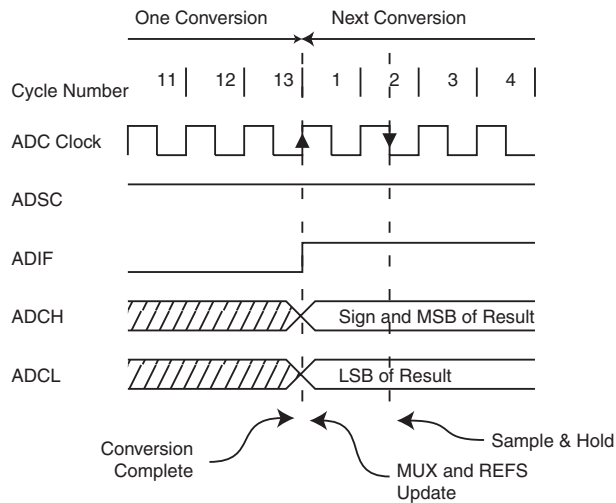 One Conversion Next Conversion
Cycle Number 11 12 13 1 2 3 4
ADC Clock
ADSC
ADIF
ADCH Sign and MSB of Result
ADCL LSB of Result
Conversion
Complete
MUX and REFS
Update
Sample & Hold